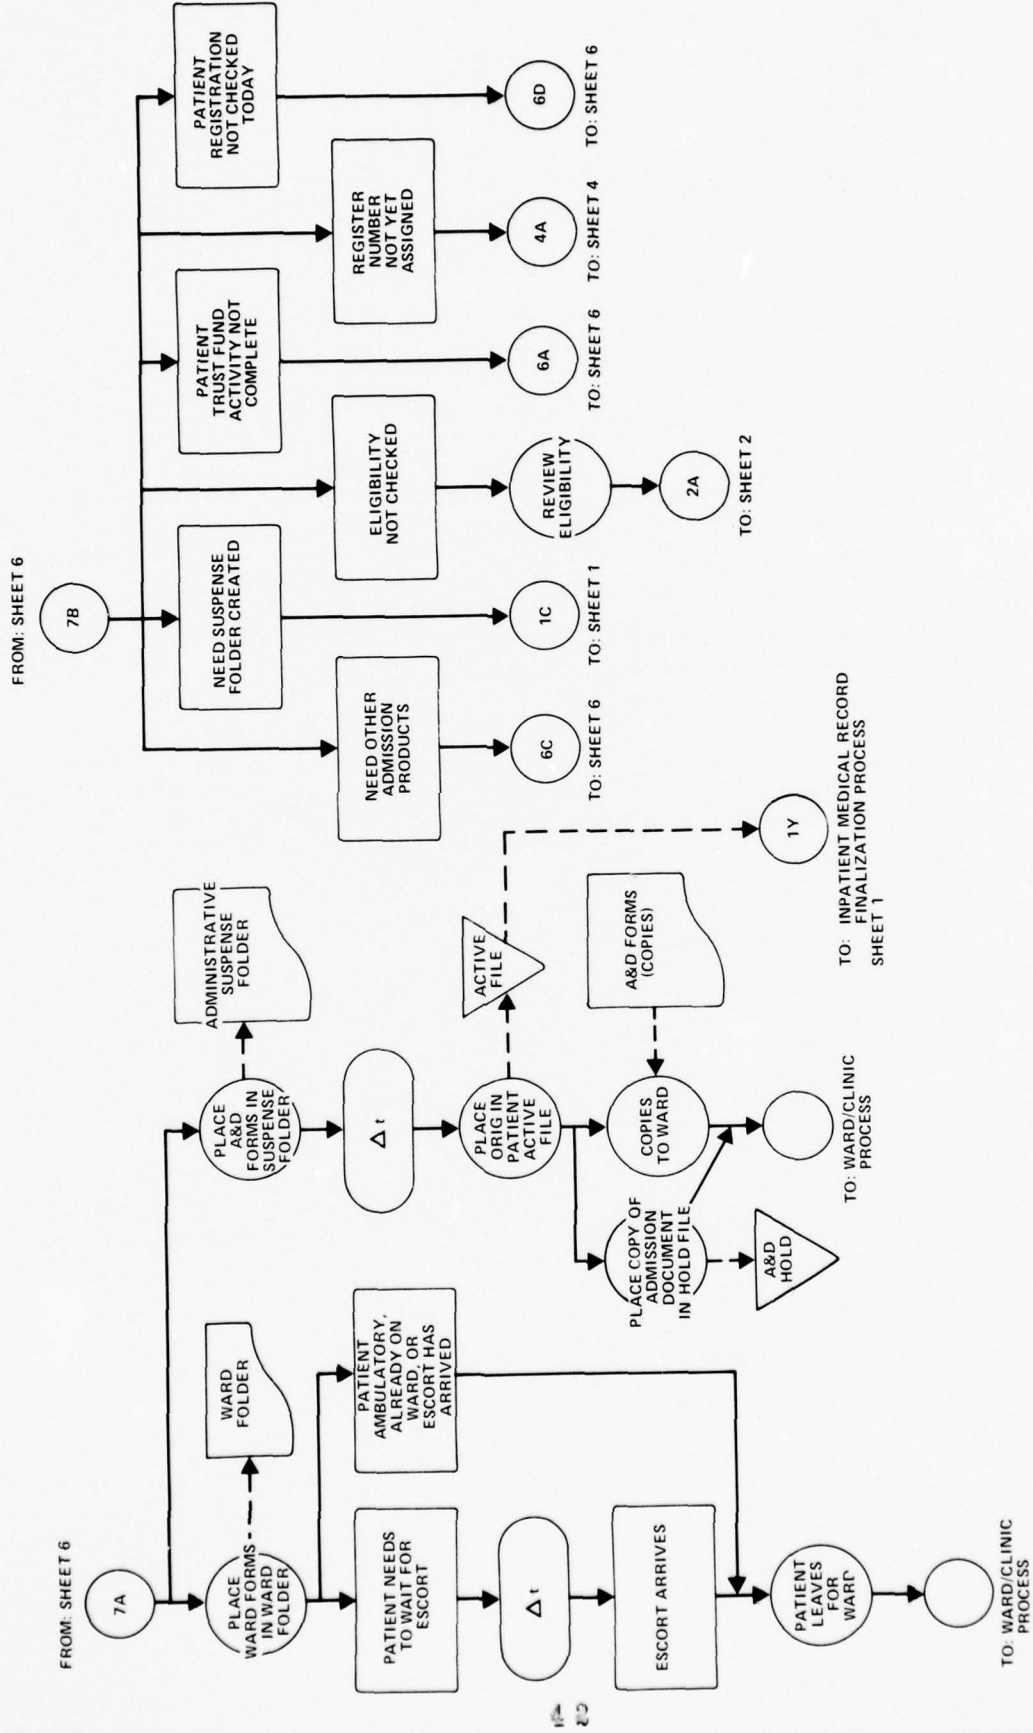 FROM: SHEET 6
7A
PLACE
WARD FORMS
IN WARD
FOLDER
WARD
FOLDER
PATIENT NEEDS
TO WAIT FOR
ESCORT
PATIENT
AMBULATORY,
ALREADY ON
WARD, OR
ESCORT HAS
ARRIVED
Δ t
ESCORT ARRIVES
PATIENT
LEAVES
FOR
WARD
TO: WARD/CLINIC
PROCESS
PLACE
A&D
FORMS IN
SUSPENSE
FOLDER
ADMINISTRATIVE
SUSPENSE
FOLDER
Δ t
PLACE
ORIG IN
PATIENT
ACTIVE
FILE
ACTIVE
FILE
PLACE COPY OF
ADMISSION
DOCUMENT
IN HOLD FILE
A&D
HOLD
COPIES
TO WARD
A&D FORMS
(COPIES)
TO: WARD/CLINIC
PROCESS
1Y
TO: INPATIENT MEDICAL RECORD
FINALIZATION PROCESS
SHEET 1
FROM: SHEET 6
7B
NEED OTHER
ADMISSION
PRODUCTS
6C
TO: SHEET 6
NEED SUSPENSE
FOLDER CREATED
1C
TO: SHEET 1
ELIGIBILITY
NOT CHECKED
REVIEW
ELIGIBILITY
2A
TO: SHEET 2
PATIENT
TRUST FUND
ACTIVITY NOT
COMPLETE
6A
TO: SHEET 6
REGISTER
NUMBER
NOT YET
ASSIGNED
4A
TO: SHEET 4
PATIENT
REGISTRATION
NOT CHECKED
TODAY
6D
TO: SHEET 6
42